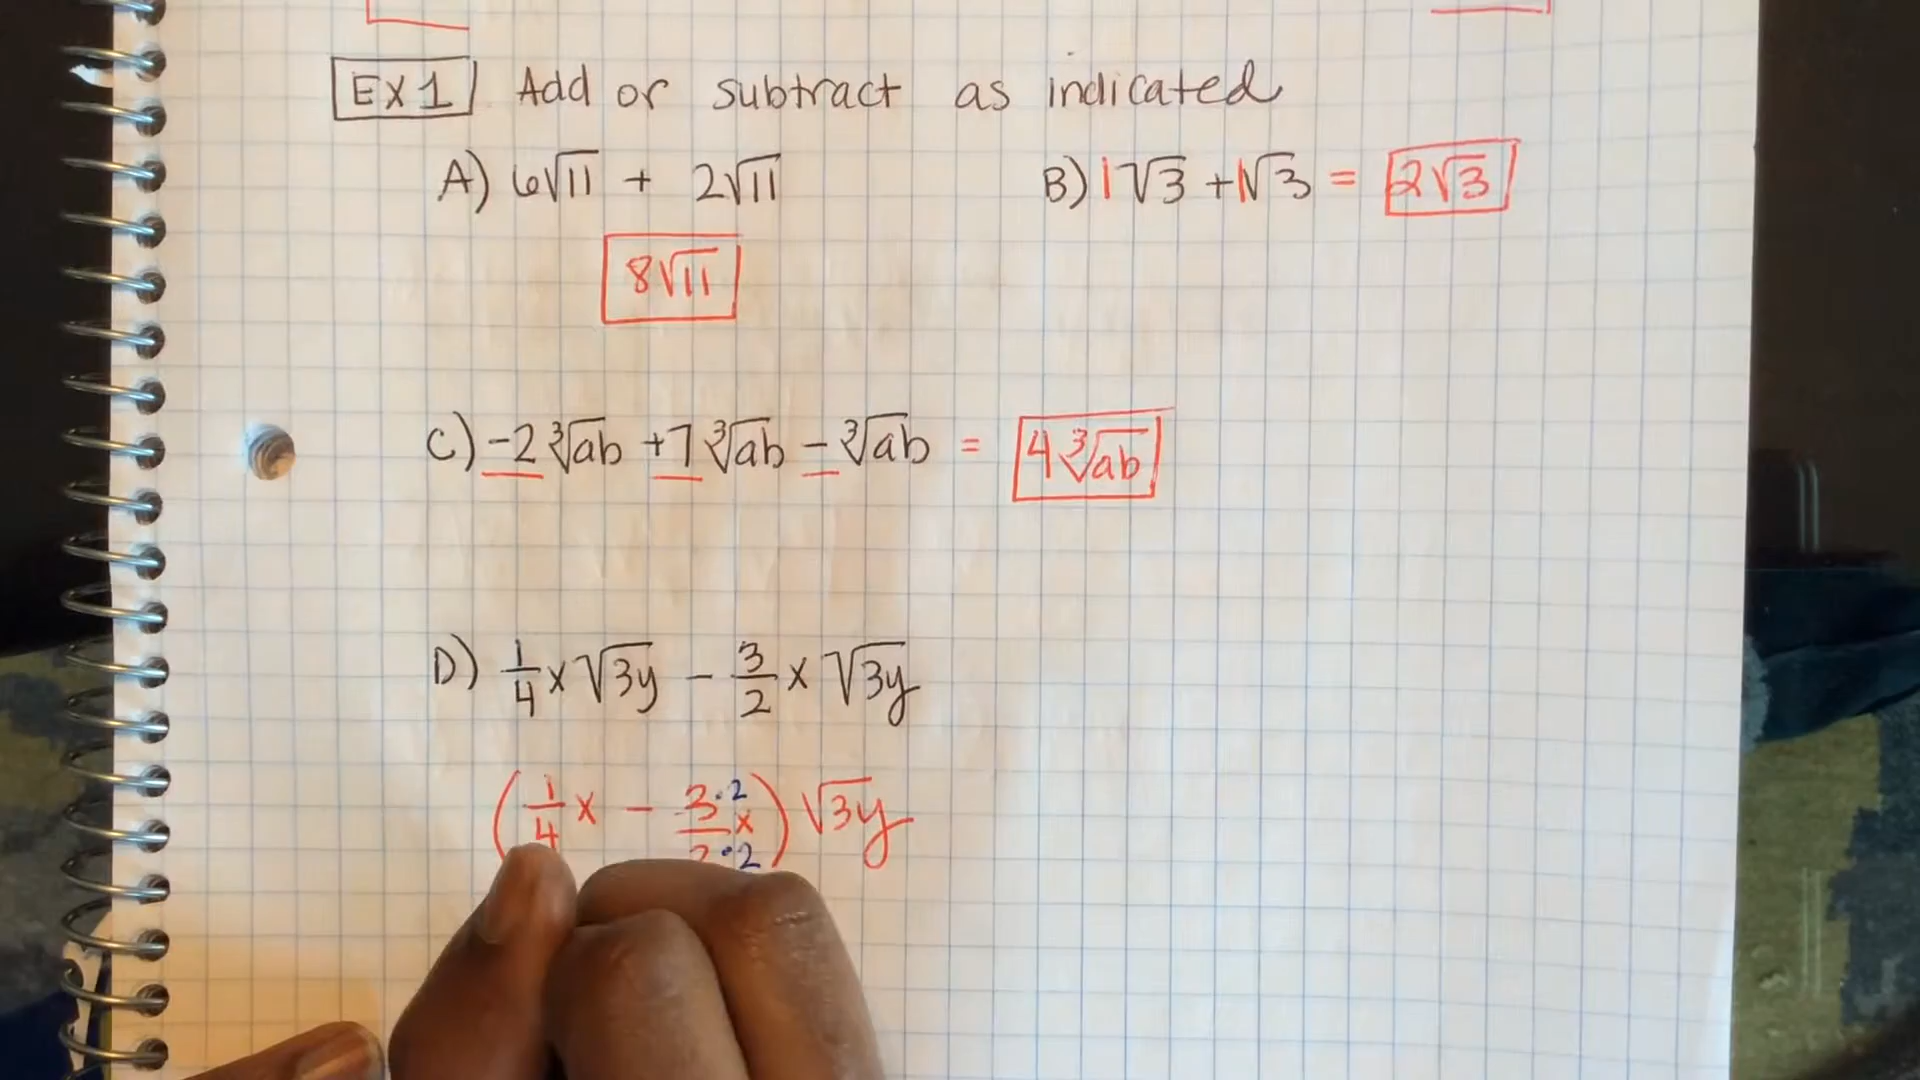 EX 1 Add or subtract as indicated
A) 6√11 + 2√11
B) 1√3 + 1√3 = 2√3
8√11
C) -2∛ab +7∛ab - ∛ab = 4∛ab
D) 1/4 x √3y - 3/2 x √3y
(1/4 x - 3·2/2·2 x) √3y